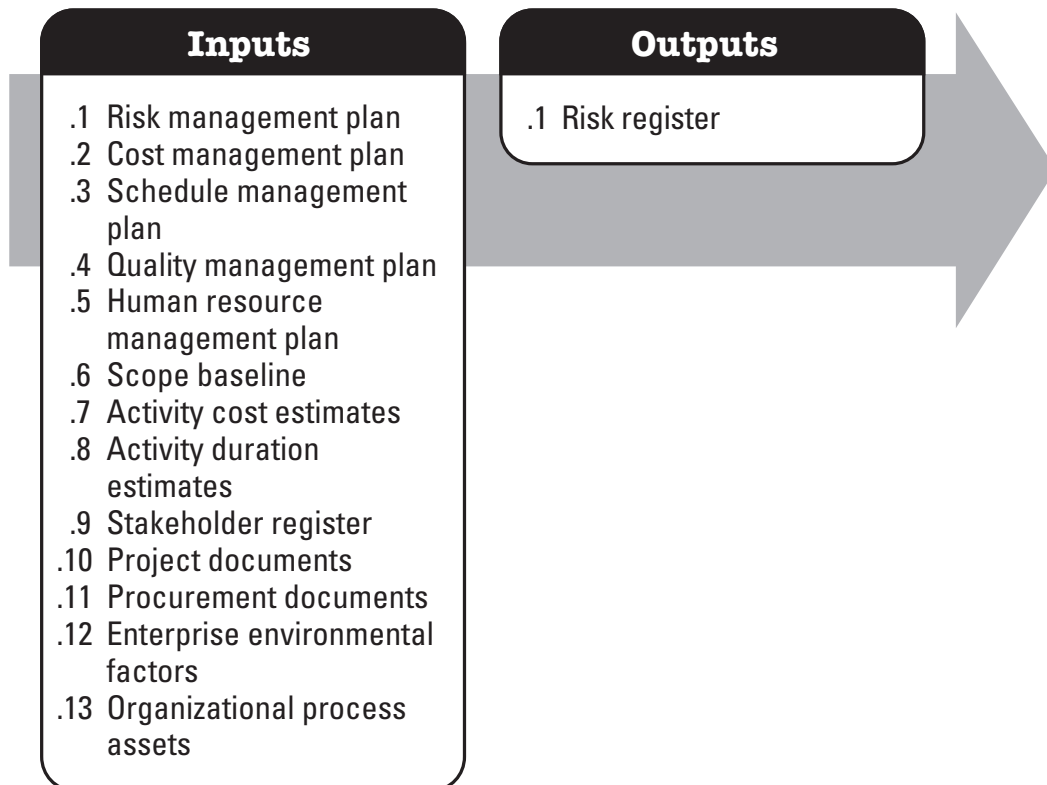 Inputs
.1 Risk management plan
.2 Cost management plan
.3 Schedule management
plan
.4 Quality management plan
.5 Human resource
management plan
.6 Scope baseline
.7 Activity cost estimates
.8 Activity duration
estimates
.9 Stakeholder register
.10 Project documents
.11 Procurement documents
.12 Enterprise environmental
factors
.13 Organizational process
assets
Outputs
.1 Risk register